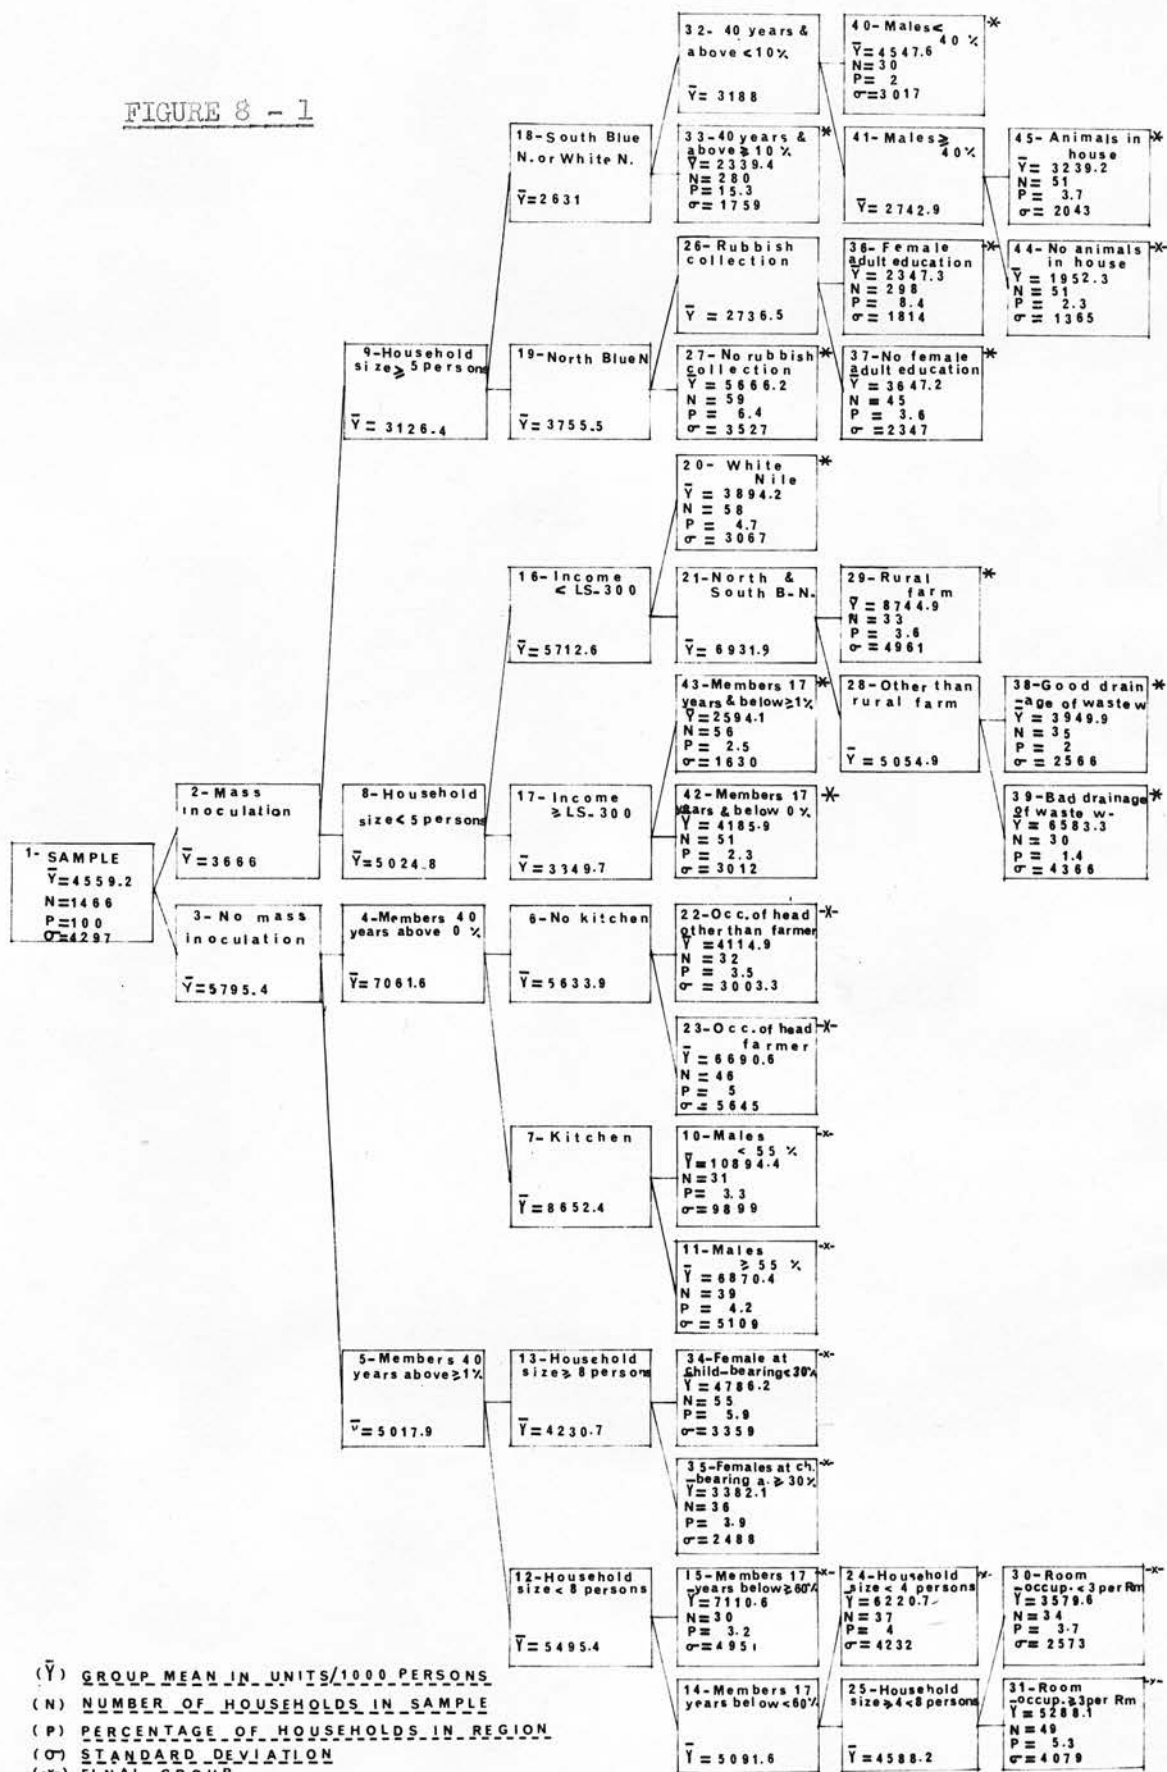 FIGURE 8 - 1
32- 40 years &
above <10%
Ȳ= 3188
40-Males<
40 %
Ȳ=4547.6
N=30
P= 2
σ=3017
18-South Blue
N. or White N.
Ȳ=2631
33-40 years &
above ≥ 10 %
Ȳ= 2339.4
N=280
P=15.3
σ=1759
41-Males≥
40%
Ȳ=2742.9
45- Animals in
house
Ȳ= 3239.2
N= 51
P= 3.7
σ= 2043
26-Rubbish
collection
Ȳ = 2736.5
36-Female
adult education
Ȳ= 2347.3
N= 298
P= 8.4
σ=1814
44-No animals
in house
Ȳ= 1952.3
N=51
P= 2.3
σ= 1365
9-Household
size≥ 5 persons
Ȳ= 3126.4
19-North BlueN
Ȳ=3755.5
27-No rubbish
collection
Ȳ = 5666.2
N = 59
P = 6.4
σ= 3527
37-No female
adult education
Ȳ = 3647.2
N =45
P = 3.6
σ =2347
20- White
Nile
Ȳ = 3894.2
N = 58
P = 4.7
σ = 3067
16-Income
< LS-300
Ȳ=5712.6
21-North &
South B-N.
Ȳ= 6931.9
29-Rural
farm
Ȳ=8744.9
N=33
P= 3.6
σ=4961
43-Members 17
years & below≥1%
Ȳ=2594.1
N=56
P= 2.5
σ=1630
28-Other than
rural farm
Ȳ=5054.9
38-Good drain
-age of waste w
Ȳ= 3949.9
N=35
P= 2
σ= 2566
2-Mass
inoculation
Ȳ=3666
8-Household
size<5 persons
Ȳ=5024.8
17-Income
≥LS-300
Ȳ=3349.7
42-Members 17
years & below 0%
Ȳ= 4185.9
N=51
P= 2.3
σ=3012
39-Bad drainage
of waste w-
Ȳ= 6583.3
N=30
P= 1.4
σ= 4366
1- SAMPLE
Ȳ=4559.2
N=1466
P=100
σ=4297
3-No mass
inoculation
Ȳ=5795.4
4-Members 40
years above 0 %
Ȳ=7061.6
6-No kitchen
Ȳ=5633.9
22-Occ.of head
other than farmer
Ȳ=4114.9
N= 32
P= 3.5
σ=3003.3
23-Occ.of head
farmer
Ȳ= 6690.6
N=46
P= 5
σ= 5645
7-Kitchen
Ȳ=8652.4
10-Males
< 55 %
Ȳ=10894.4
N=31
P= 3.3
σ=9899
11-Males
≥ 55 %
Ȳ=6870.4
N = 39
P = 4.2
σ= 5109
5-Members 40
years above≥1%
=5017.9
13-Household
size≥ 8 persons
Ȳ=4230.7
34-Female at
child-bearing<30%
Ȳ=4786.2
N=55
P= 5.9
σ=3359
35-Females at ch.
-bearing a.≥30%
Ȳ= 3382.1
N=36
P= 3.9
σ=2488
12-Household
size<8 persons
Ȳ=5495.4
15-Members 17
years below≥60%
Ȳ=7110.6
N=30
P= 3.2
σ=4951
24-Household
size < 4 persons
Ȳ=6220.7
N=37
P= 4
σ= 4232
30-Room
-occup.<3 per Rm
Ȳ=3579.6
N=34
P= 3.7
σ= 2573
14-Members 17
years below<60%
Ȳ=5091.6
25-Household
size≥4<8 persons
Ȳ=4588.2
31-Room
-occup.≥3per Rm
Ȳ=5288.1
N=49
P= 5.3
σ=4079
(Ȳ) GROUP MEAN IN UNITS/1000 PERSONS
(N) NUMBER OF HOUSEHOLDS IN SAMPLE
(P) PERCENTAGE OF HOUSEHOLDS IN REGION
(σ) STANDARD DEVIATION